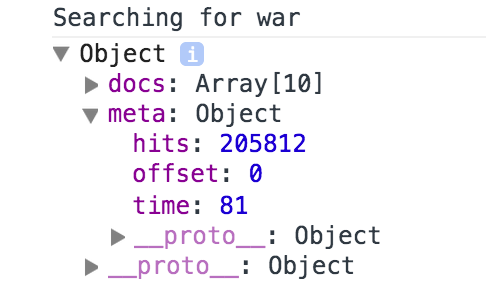 Searching for war
▼ Object i
▶ docs: Array[10]
▼ meta: Object
hits: 205812
offset: 0
time: 81
▶ __proto__: Object
▶ __proto__: Object